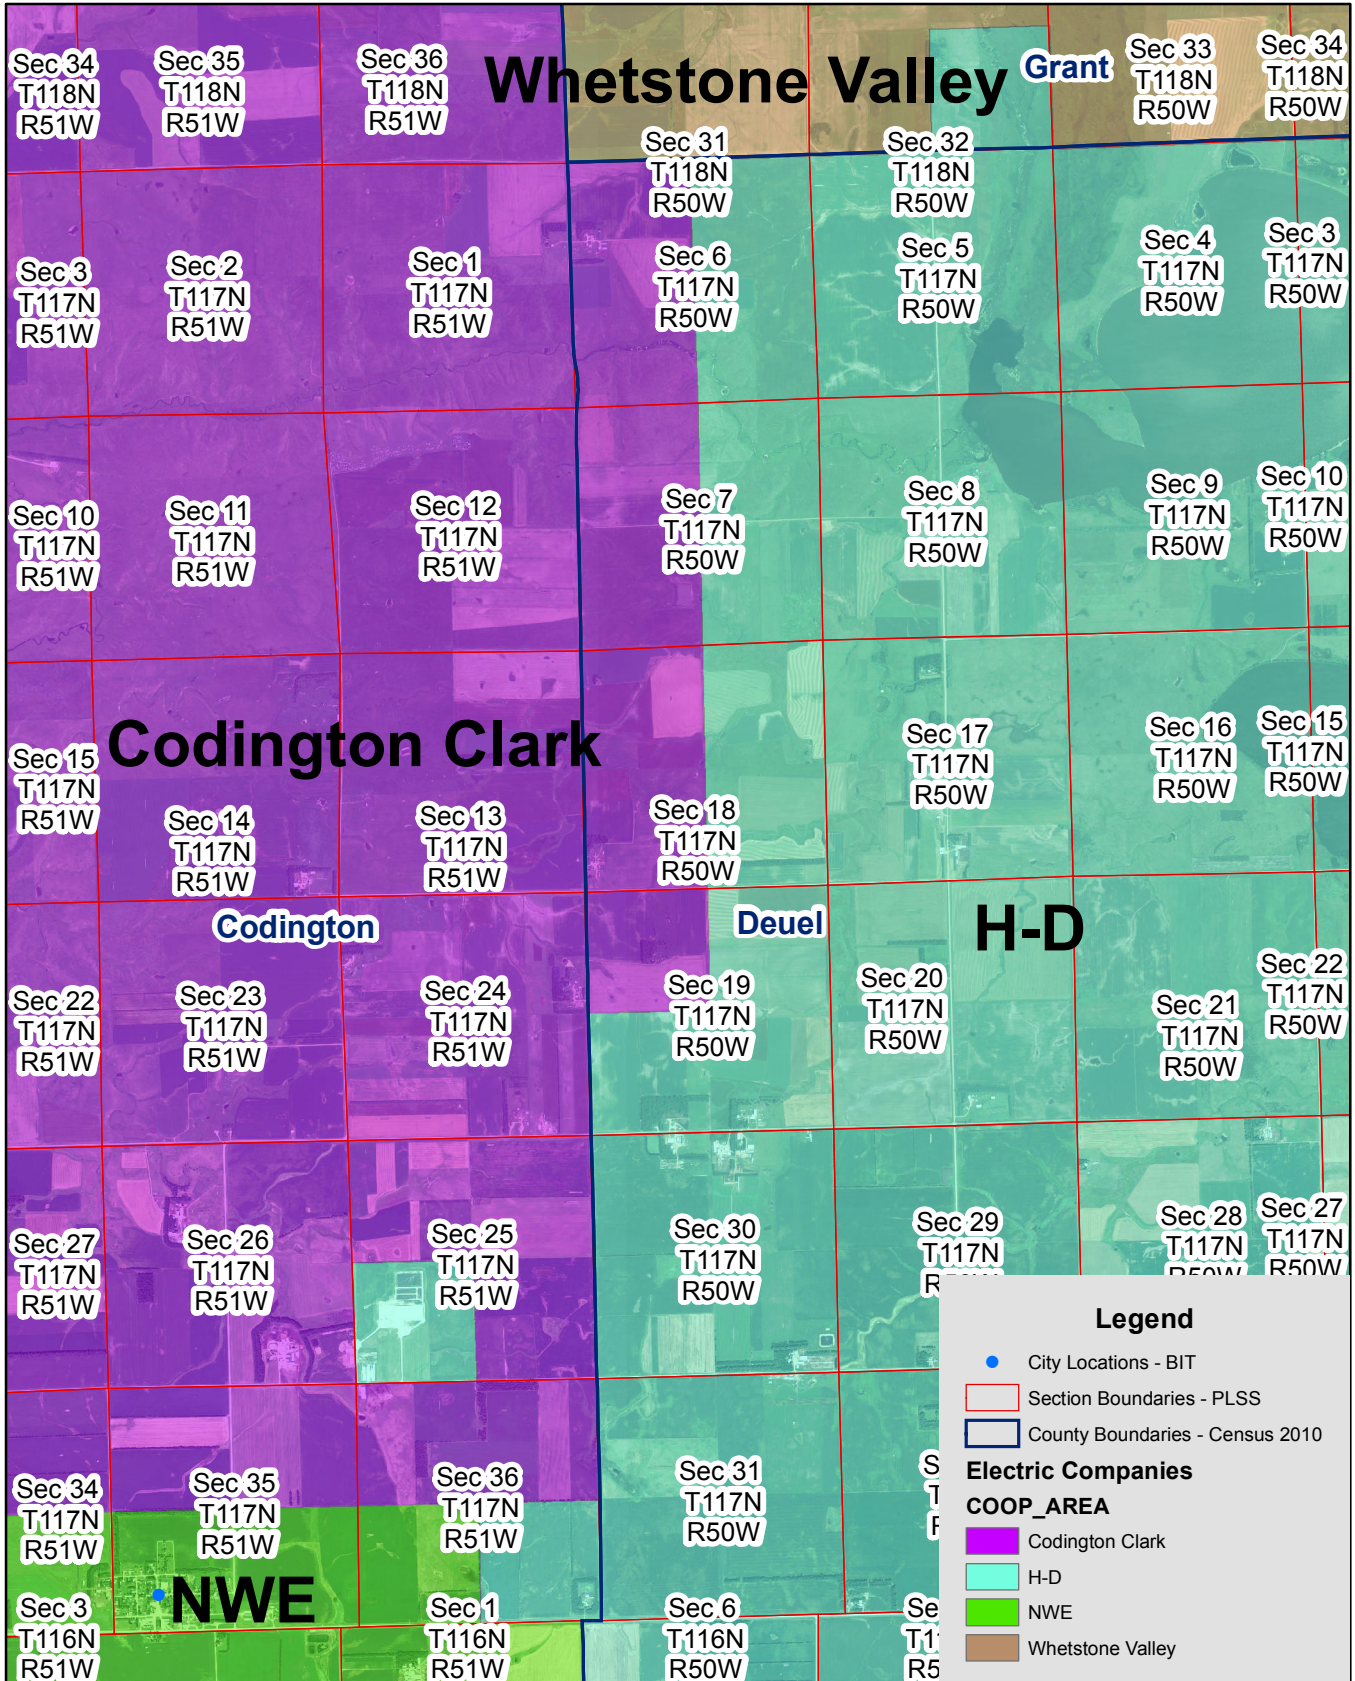 Sec 34
T118N
R51W
Sec 35
T118N
R51W
Sec 36
T118N
R51W
Whetstone Valley
Grant
Sec 33
T118N
R50W
Sec 34
T118N
R50W
Sec 31
T118N
R50W
Sec 32
T118N
R50W
Sec 3
T117N
R51W
Sec 2
T117N
R51W
Sec 1
T117N
R51W
Sec 6
T117N
R50W
Sec 5
T117N
R50W
Sec 4
T117N
R50W
Sec 3
T117N
R50W
Sec 10
T117N
R51W
Sec 11
T117N
R51W
Sec 12
T117N
R51W
Sec 7
T117N
R50W
Sec 8
T117N
R50W
Sec 9
T117N
R50W
Sec 10
T117N
R50W
Codington Clark
Sec 15
T117N
R51W
Sec 14
T117N
R51W
Sec 13
T117N
R51W
Sec 18
T117N
R50W
Sec 17
T117N
R50W
Sec 16
T117N
R50W
Sec 15
T117N
R50W
Codington
Deuel
H-D
Sec 22
T117N
R51W
Sec 23
T117N
R51W
Sec 24
T117N
R51W
Sec 19
T117N
R50W
Sec 20
T117N
R50W
Sec 21
T117N
R50W
Sec 22
T117N
R50W
Sec 27
T117N
R51W
Sec 26
T117N
R51W
Sec 25
T117N
R51W
Sec 30
T117N
R50W
Sec 29
T117N
Sec 28
T117N
R50W
Sec 27
T117N
R50W
Sec 34
T117N
R51W
Sec 35
T117N
R51W
Sec 36
T117N
R51W
Sec 31
T117N
R50W
NWE
Sec 3
T116N
R51W
Sec 1
T116N
R51W
Sec 6
T116N
R50W
Legend
City Locations - BIT
Section Boundaries - PLSS
County Boundaries - Census 2010
Electric Companies
COOP_AREA
Codington Clark
H-D
NWE
Whetstone Valley